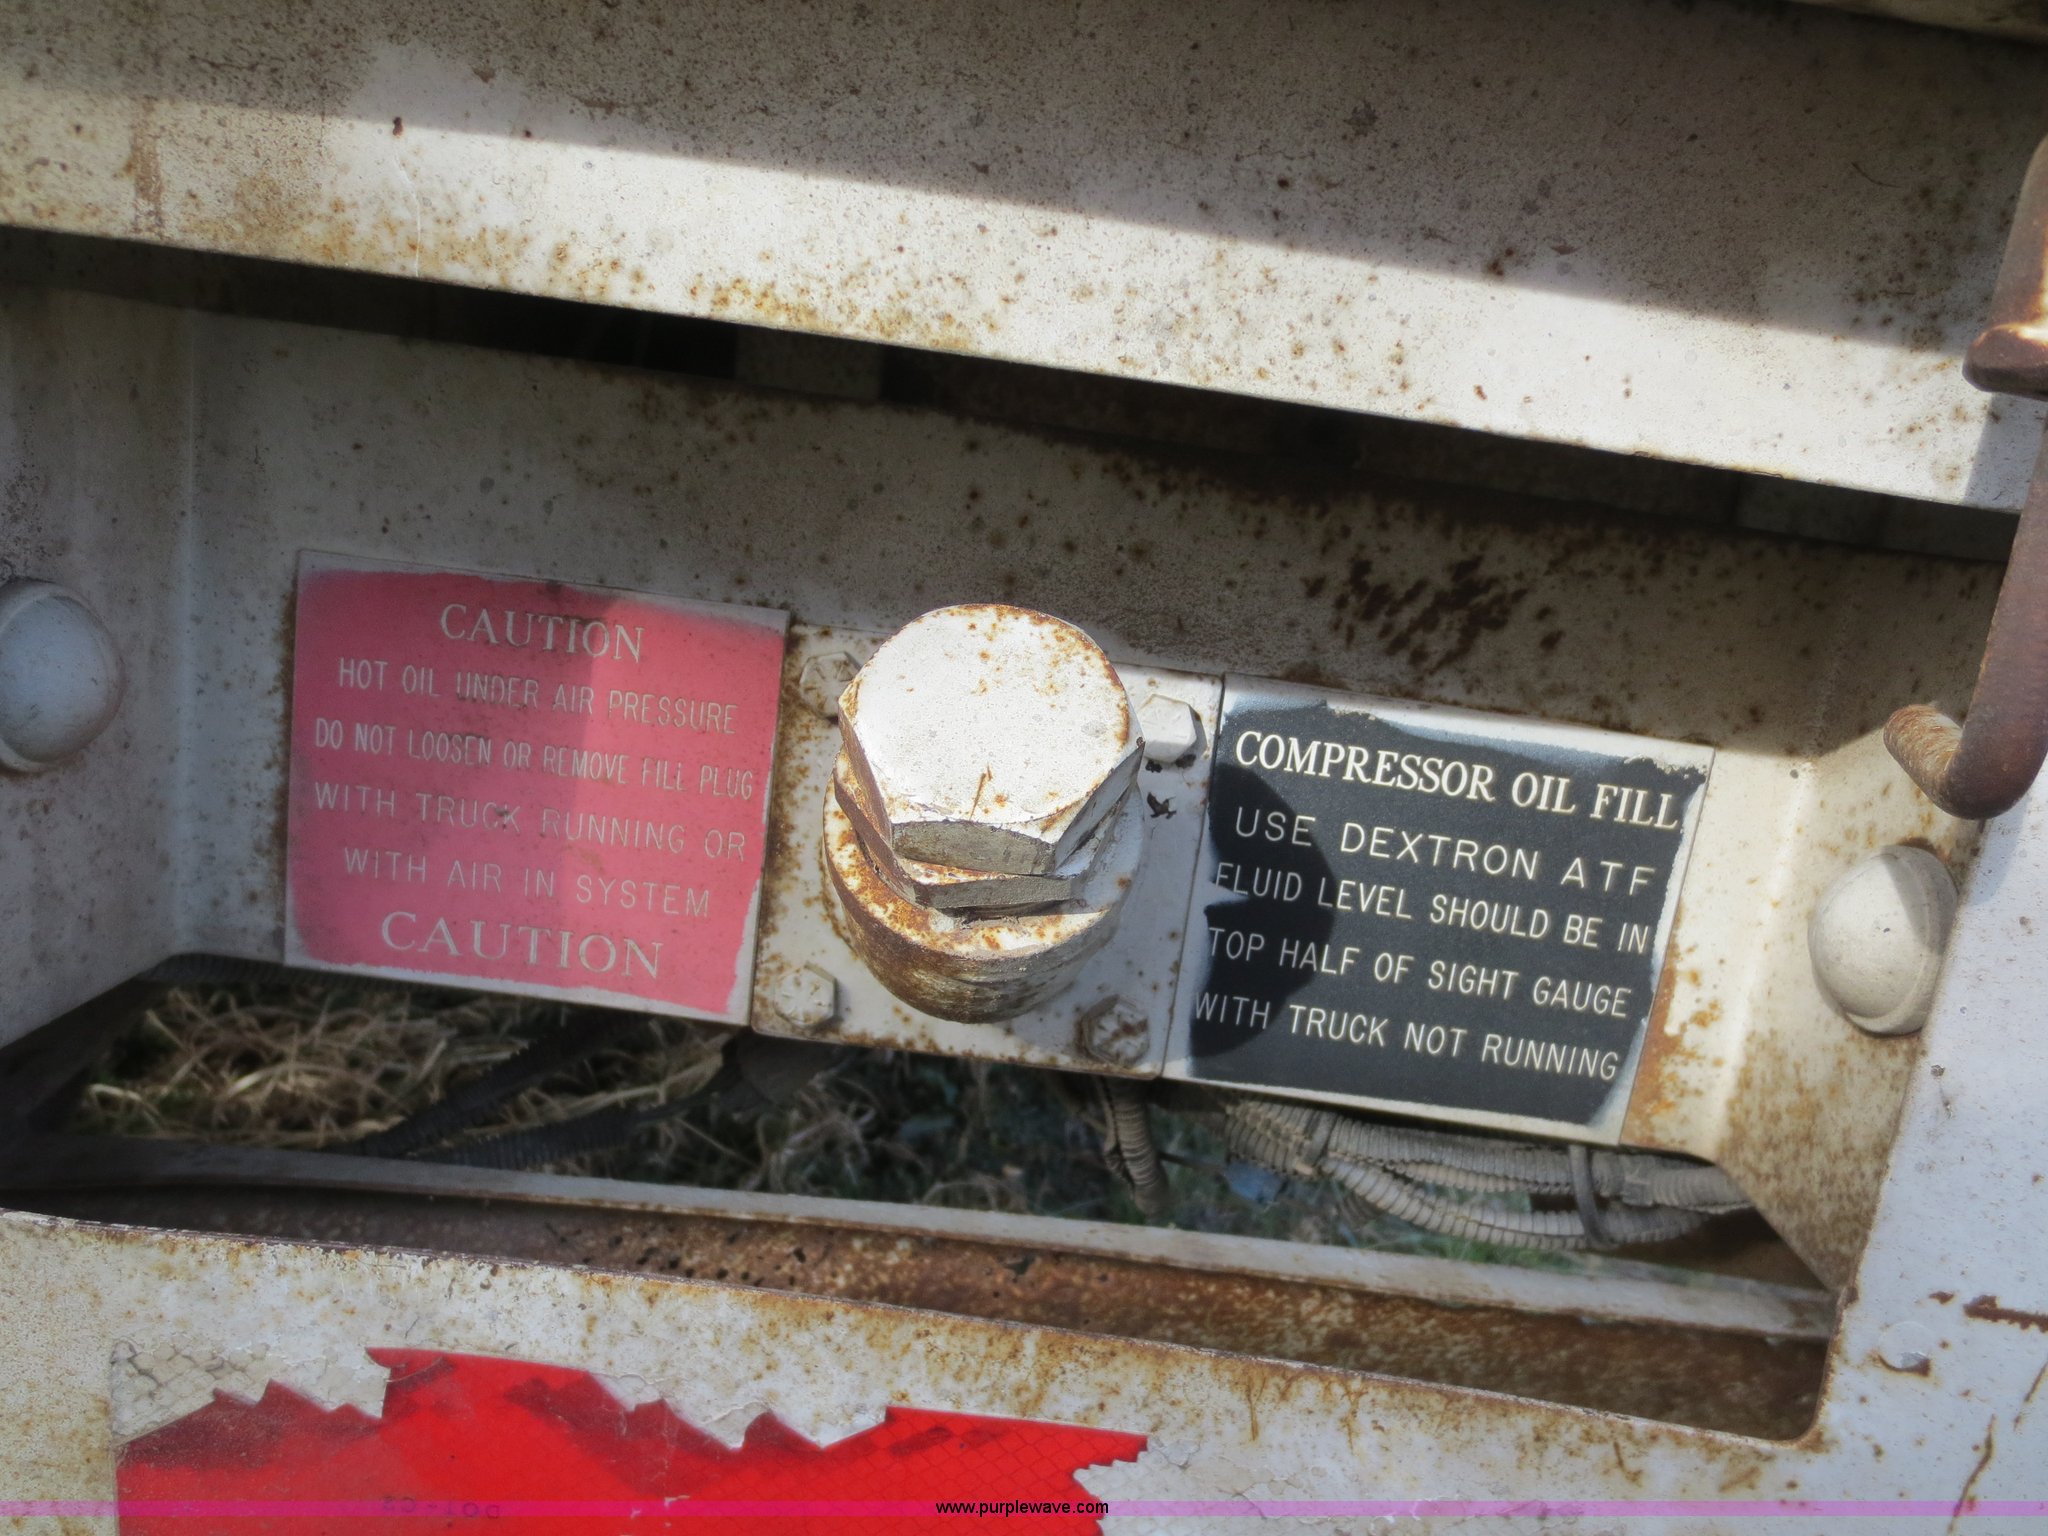 CAUTION
HOT OIL UNDER AIR PRESSURE
DO NOT LOOSEN OR REMOVE FILL PLUG
WITH TRUCK RUNNING OR
WITH AIR IN SYSTEM
CAUTION
COMPRESSOR OIL FILL
USE DEXTRON ATF
FLUID LEVEL SHOULD BE IN
TOP HALF OF SIGHT GAUGE
WITH TRUCK NOT RUNNING
DOT-C2
www.purplewave.com